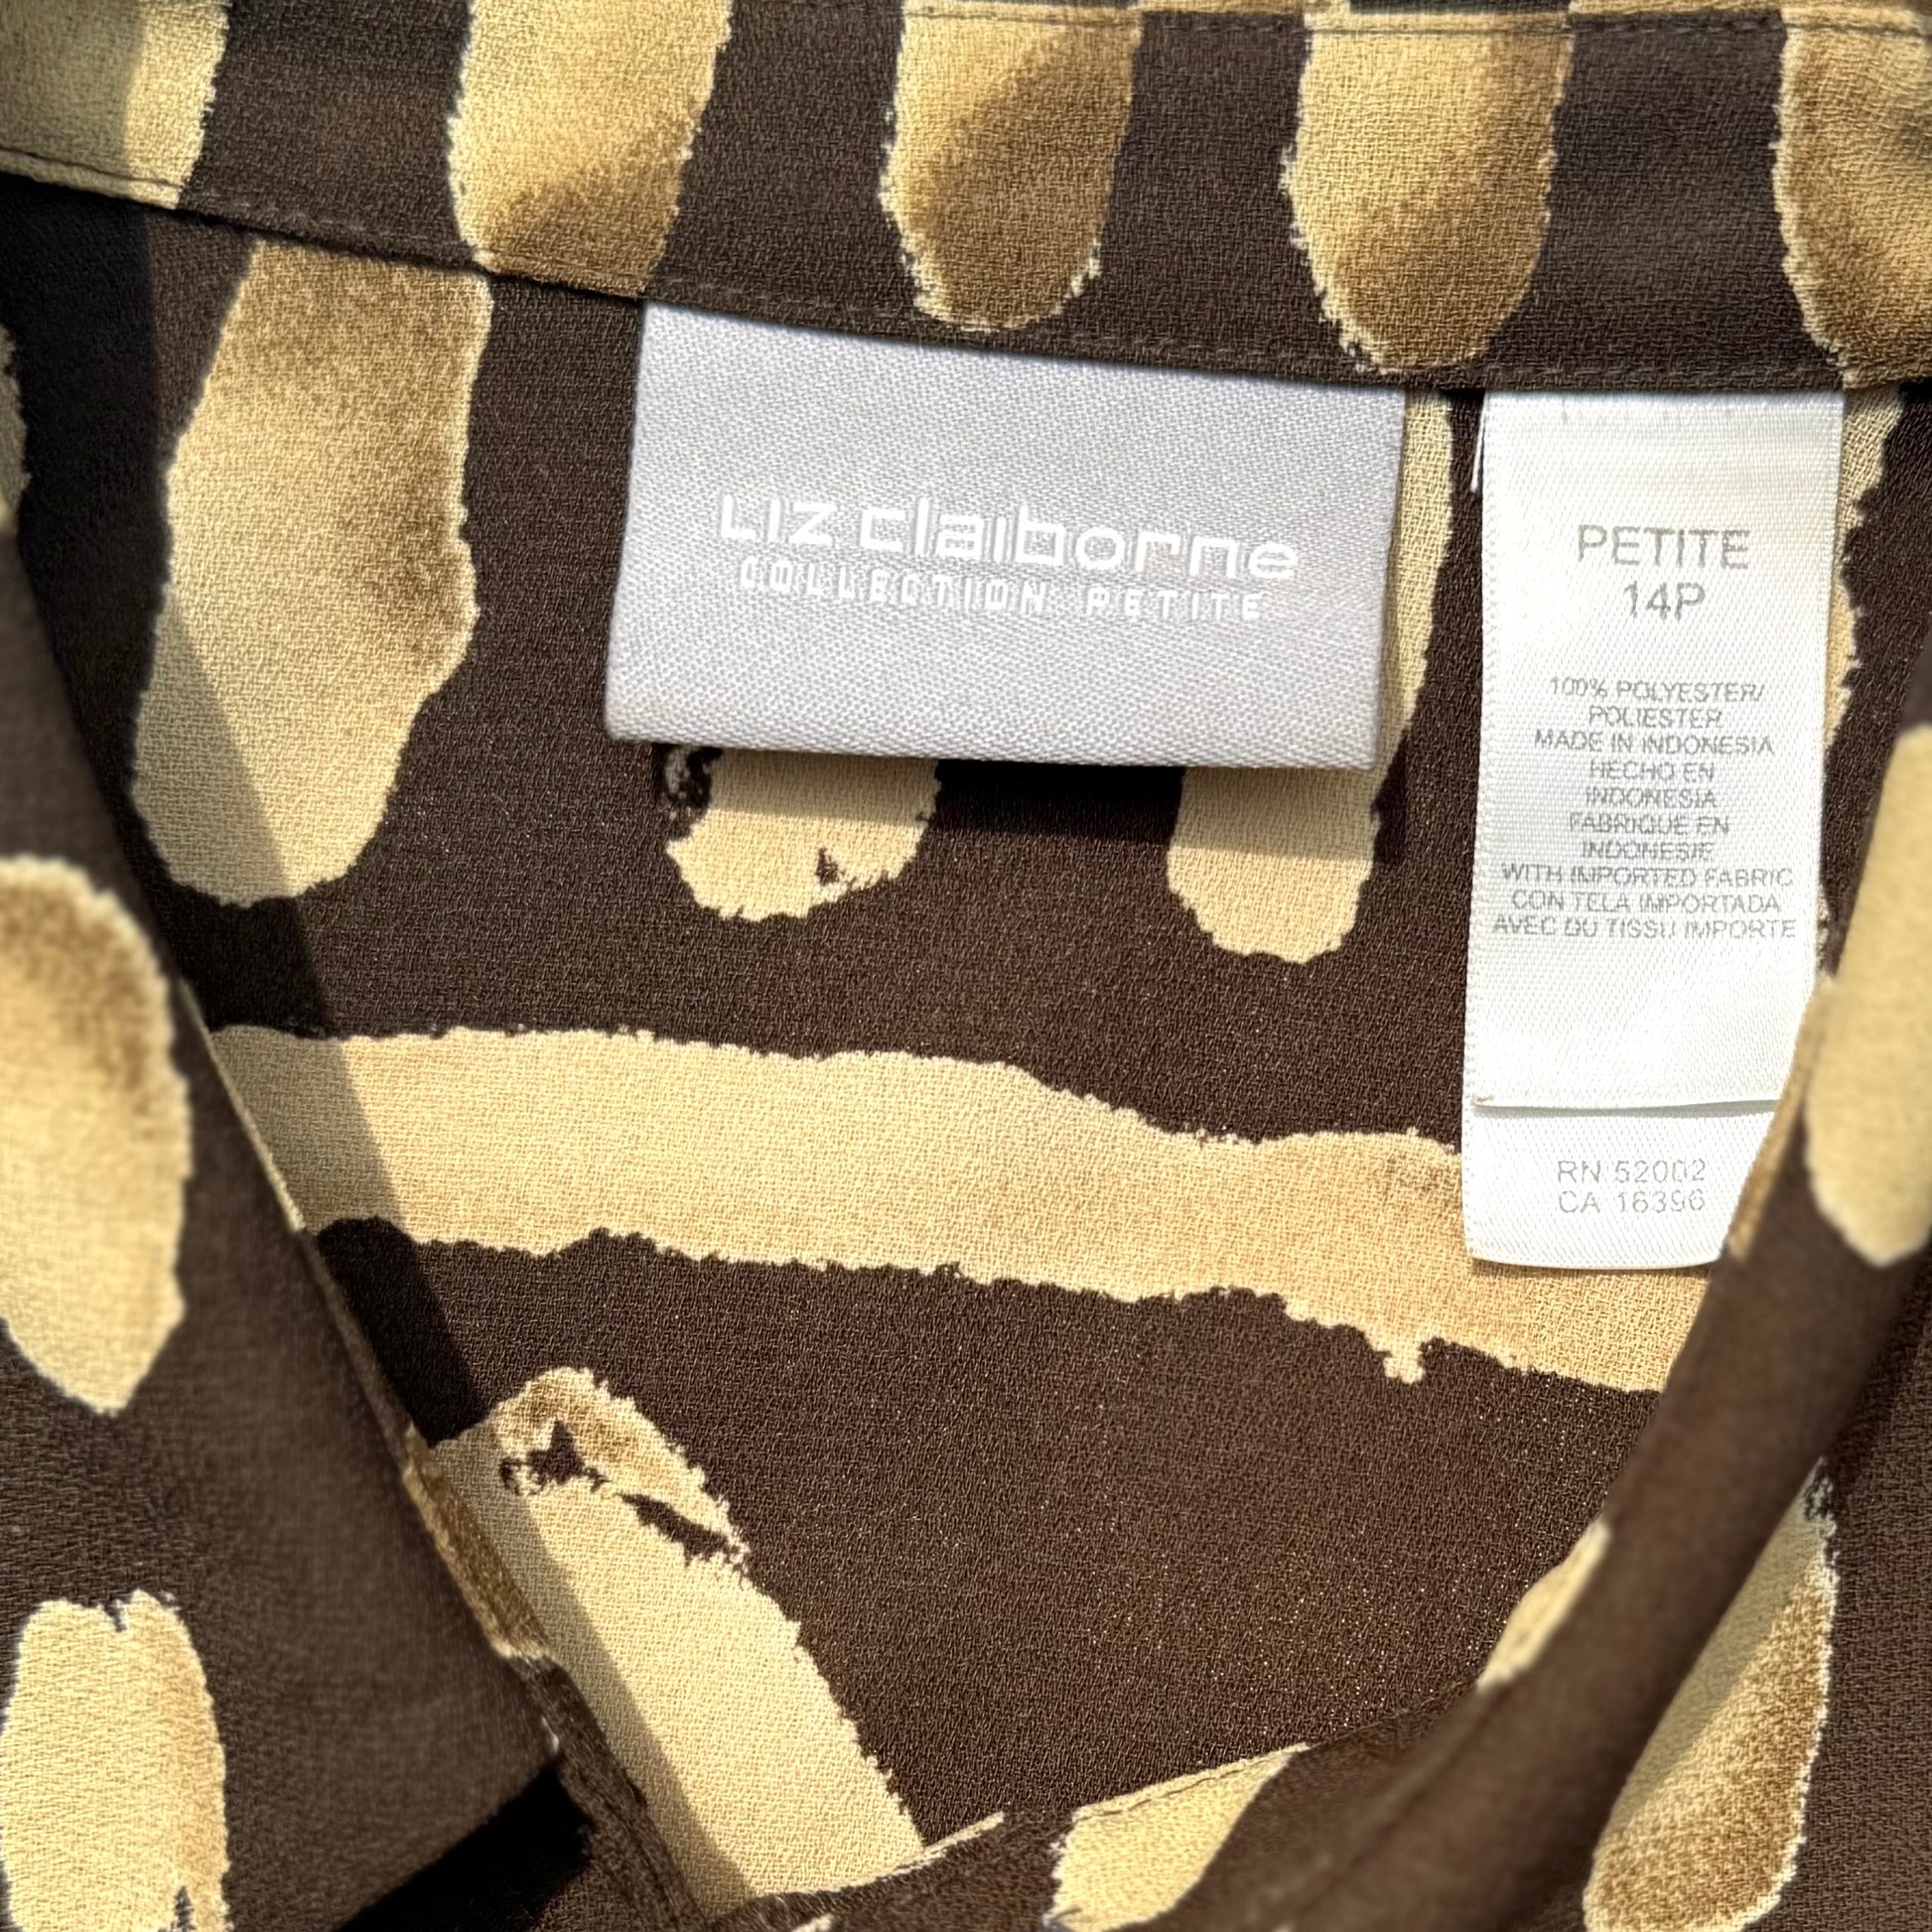 LIZ claiborne
COLLECTION PETITE
PETITE
14P
100% POLYESTER/
POLIESTER
MADE IN INDONESIA
HECHO EN
INDONESIA
FABRIQUE EN
INDONESIE
WITH IMPORTED FABRIC
CON TELA IMPORTADA
AVEC DU TISSU IMPORTE
RN 52002
CA 16396